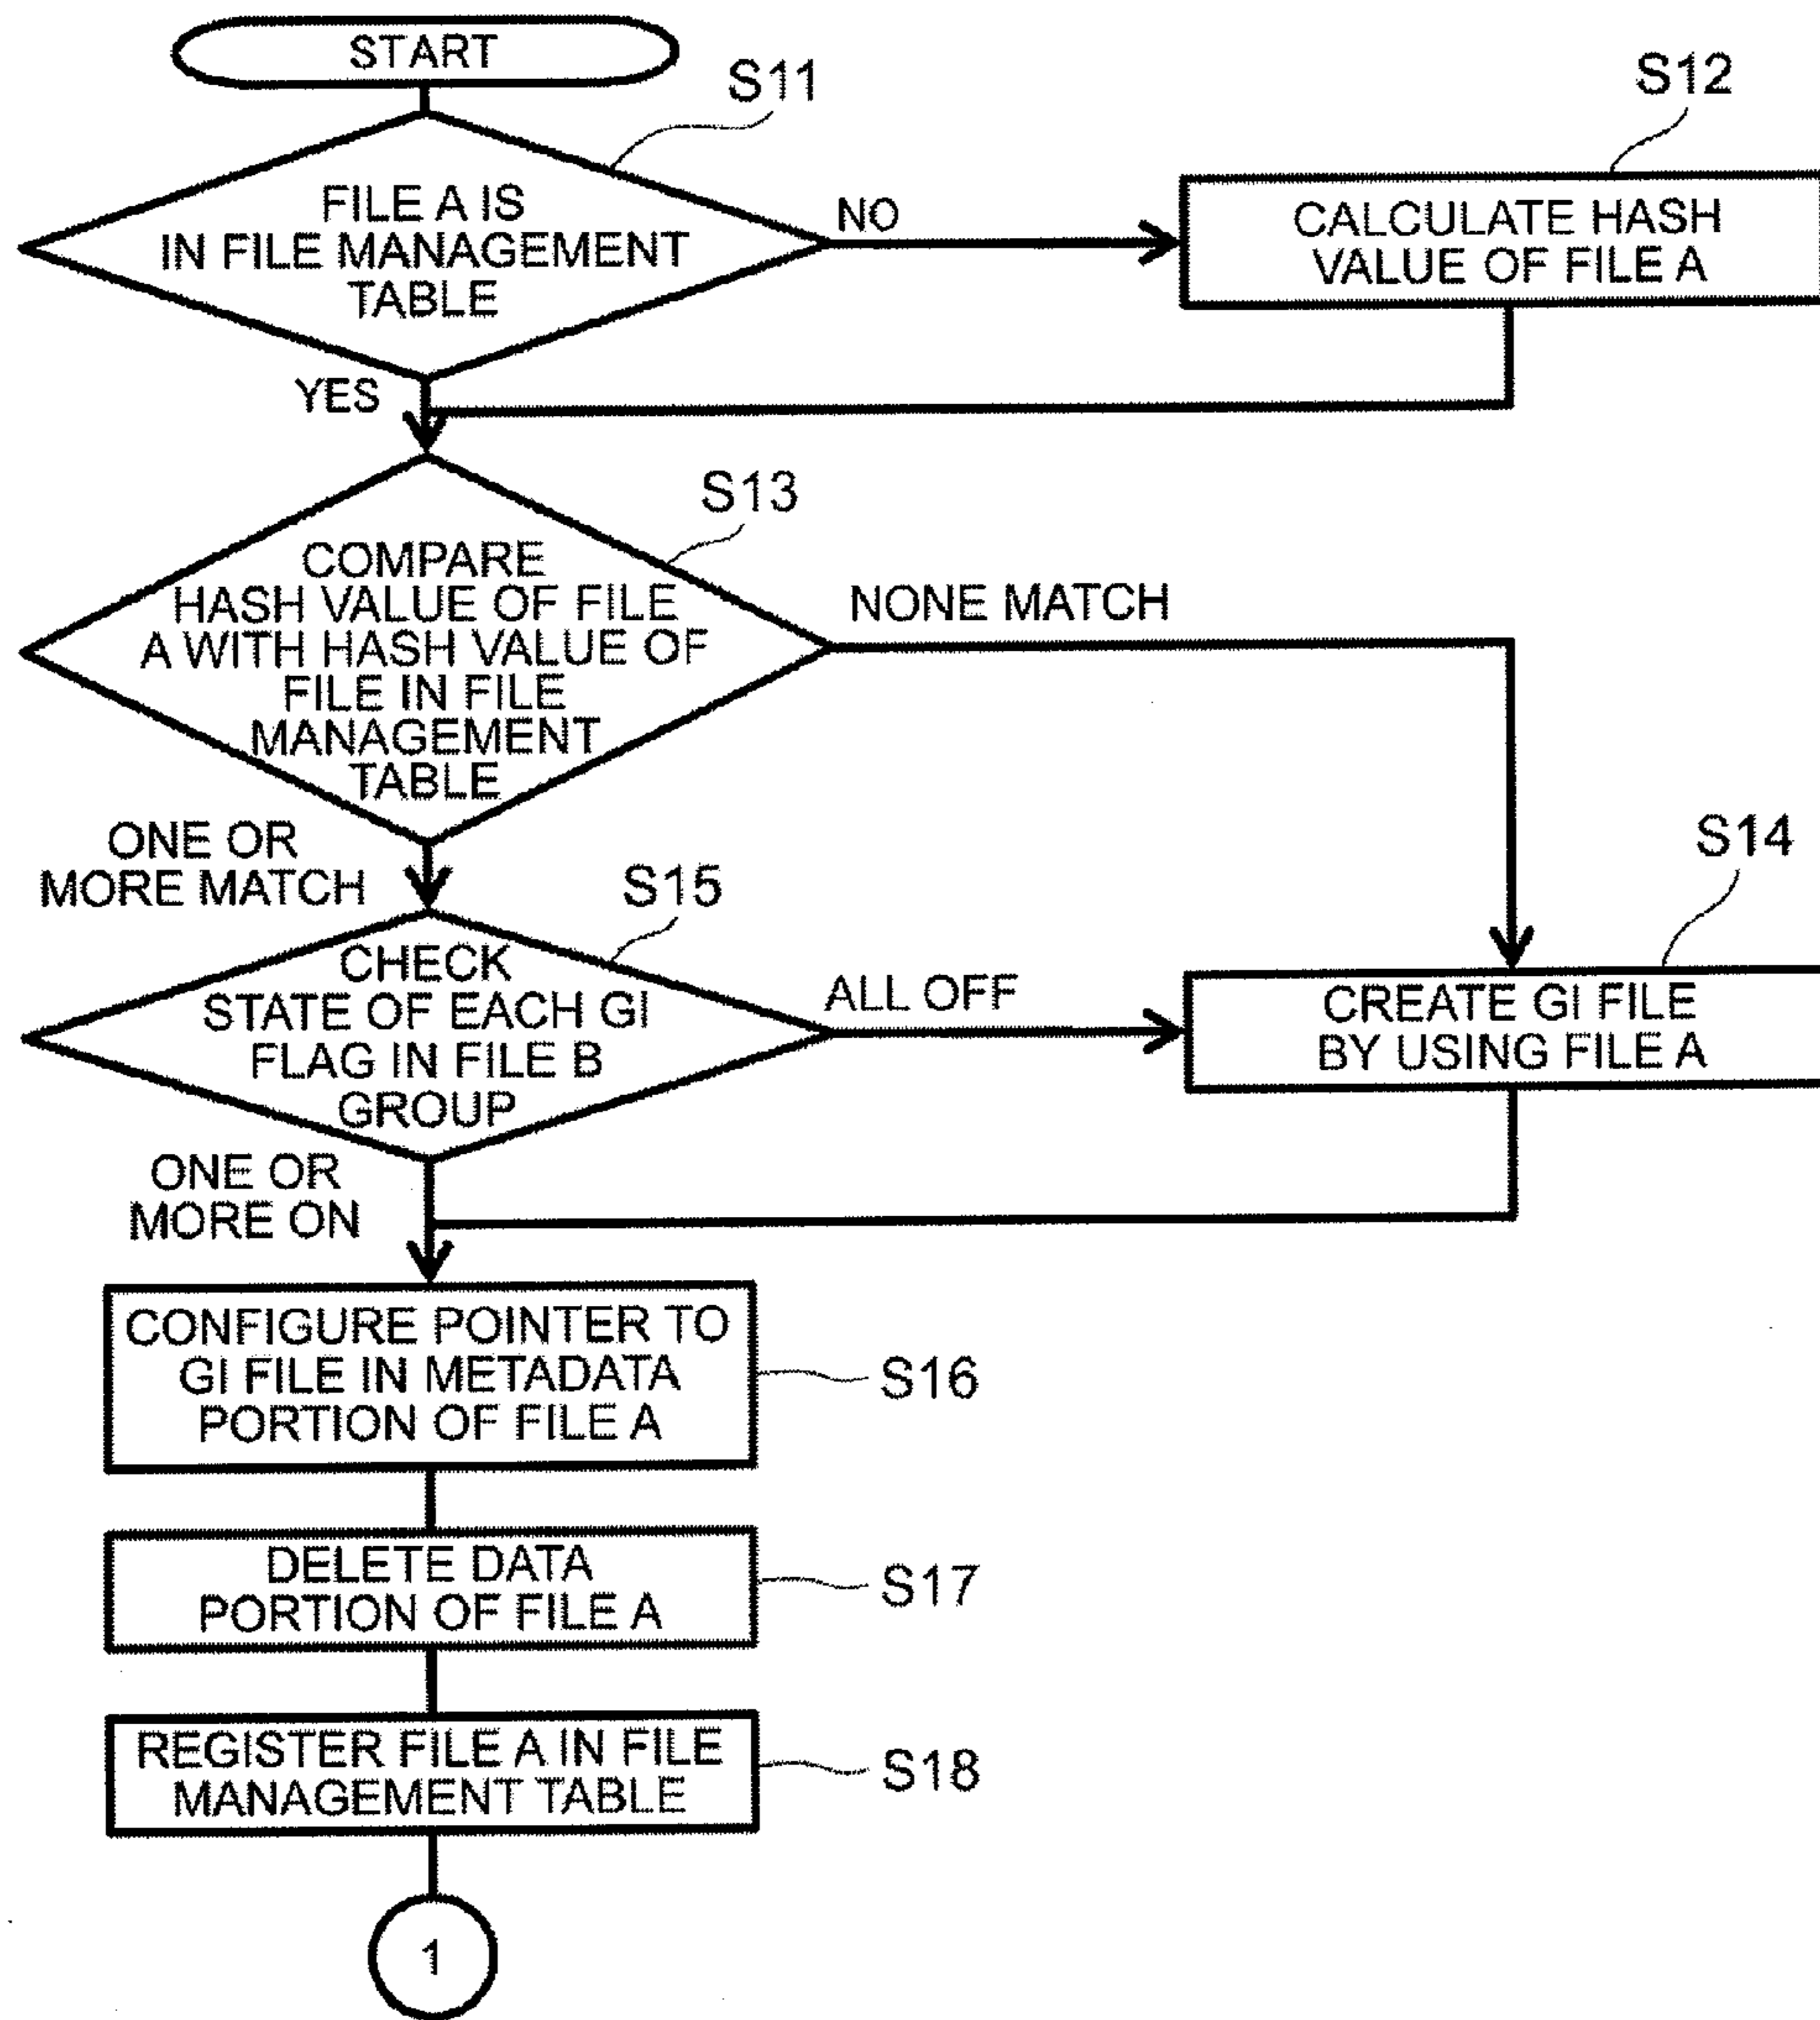 START
S11
S12
FILE A IS
IN FILE MANAGEMENT
TABLE
NO
CALCULATE HASH
VALUE OF FILE A
YES
S13
COMPARE
HASH VALUE OF FILE
A WITH HASH VALUE OF
FILE IN FILE
MANAGEMENT
TABLE
NONE MATCH
ONE OR
MORE MATCH
S14
S15
CHECK
STATE OF EACH GI
FLAG IN FILE B
GROUP
ALL OFF
CREATE GI FILE
BY USING FILE A
ONE OR
MORE ON
CONFIGURE POINTER TO
GI FILE IN METADATA
PORTION OF FILE A
S16
DELETE DATA
PORTION OF FILE A
S17
REGISTER FILE A IN FILE
MANAGEMENT TABLE
S18
1